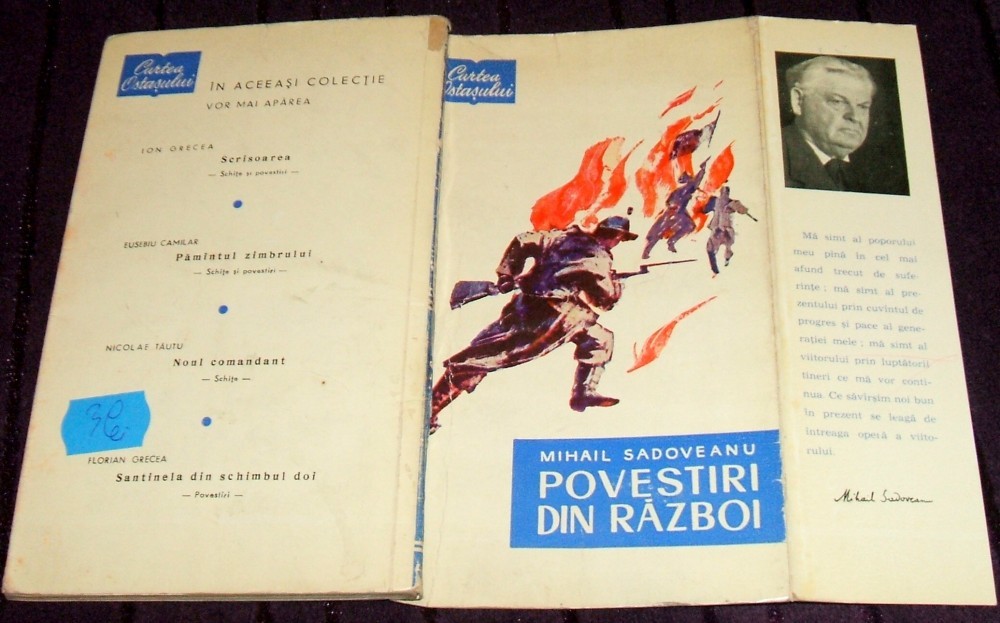 Cartea
Ostașului
ÎN ACEEAȘI COLECȚIE
VOR MAI APĂREA
ION GRECEA
Scrisoarea
— Schițe și povestiri —
EUSEBIU CAMILAR
Pămîntul zimbrului
— Schițe și povestiri —
NICOLAE TĂUTU
Noul comandant
— Schițe —
3 lei
FLORIAN GRECEA
Santinela din schimbul doi
— Povestiri —
Cartea
Ostașului
MIHAIL SADOVEANU
POVESTIRI
DIN RĂZBOI
Mă simt al poporului
meu pînă în cel mai
afund trecut de sufe-
rințe; mă simt al pre-
zentului prin cuvîntul de
progres și pace al gene-
rației mele; mă simt al
viitorului prin luptătorii
tineri ce mă vor conti-
nua. Ce săvîrșim noi bun
în prezent se leagă de
întreaga operă a viito-
rului.
Mihail Sadoveanu